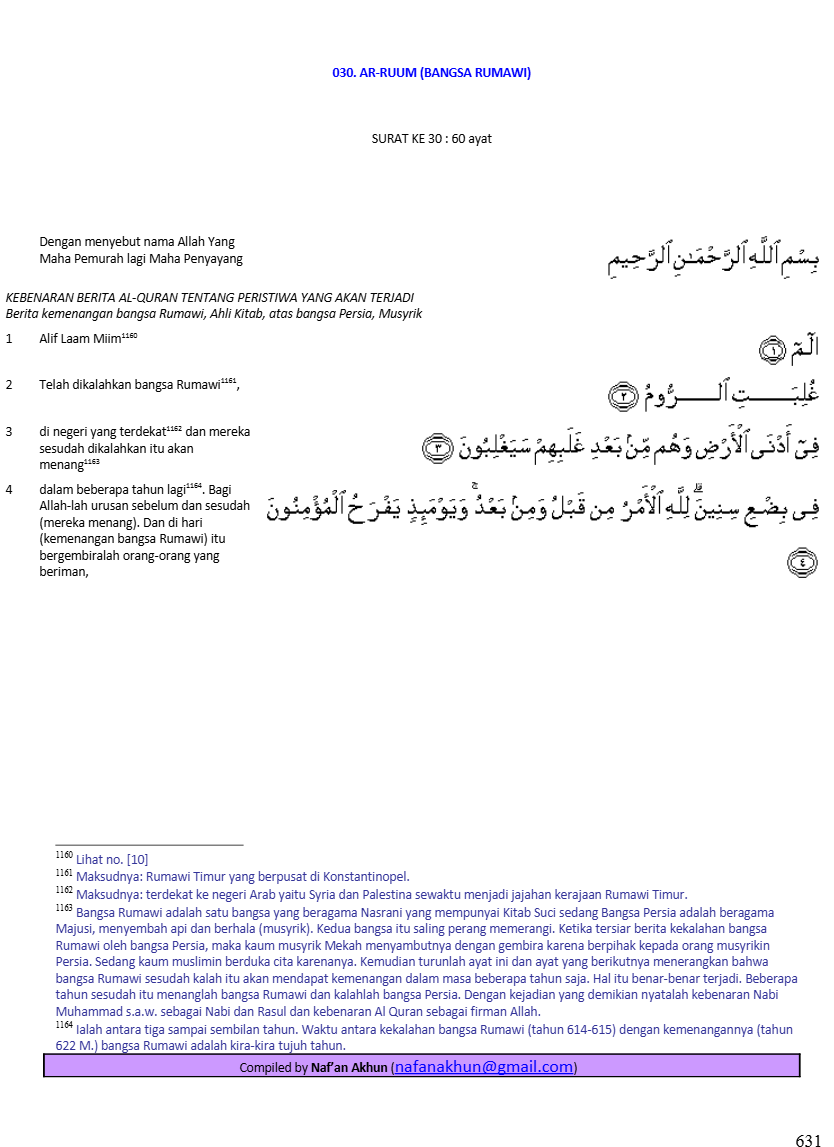 030. AR-RUUM (BANGSA RUMAWI)
SURAT KE 30 : 60 ayat
Dengan menyebut nama Allah Yang
Maha Pemurah lagi Maha Penyayang
بِسْمِ ٱللَّهِ ٱلرَّحْمَـٰنِ ٱلرَّحِيمِ
KEBENARAN BERITA AL-QURAN TENTANG PERISTIWA YANG AKAN TERJADI
Berita kemenangan bangsa Rumawi, Ahli Kitab, atas bangsa Persia, Musyrik
1 Alif Laam Miim1160
الٓمٓ ١
2 Telah dikalahkan bangsa Rumawi1161,
غُلِبَـــتِ ٱلـــرُّومُ ٢
3 di negeri yang terdekat1162 dan mereka
sesudah dikalahkan itu akan
menang1163
فِىٓ أَدْنَى ٱلْأَرْضِ وَهُم مِّنۢ بَعْدِ غَلَبِهِمْ سَيَغْلِبُونَ ٣
4 dalam beberapa tahun lagi1164. Bagi
Allah-lah urusan sebelum dan sesudah
(mereka menang). Dan di hari
(kemenangan bangsa Rumawi) itu
bergembiralah orang-orang yang
beriman,
فِى بِضْعِ سِنِينَ ۗ لِلَّهِ ٱلْأَمْرُ مِن قَبْلُ وَمِنۢ بَعْدُ ۚ وَيَوْمَئِذٍ يَفْرَحُ ٱلْمُؤْمِنُونَ
٤
1160 Lihat no. [10]
1161 Maksudnya: Rumawi Timur yang berpusat di Konstantinopel.
1162 Maksudnya: terdekat ke negeri Arab yaitu Syria dan Palestina sewaktu menjadi jajahan kerajaan Rumawi Timur.
1163 Bangsa Rumawi adalah satu bangsa yang beragama Nasrani yang mempunyai Kitab Suci sedang Bangsa Persia adalah beragama
Majusi, menyembah api dan berhala (musyrik). Kedua bangsa itu saling perang memerangi. Ketika tersiar berita kekalahan bangsa
Rumawi oleh bangsa Persia, maka kaum musyrik Mekah menyambutnya dengan gembira karena berpihak kepada orang musyrikin
Persia. Sedang kaum muslimin berduka cita karenanya. Kemudian turunlah ayat ini dan ayat yang berikutnya menerangkan bahwa
bangsa Rumawi sesudah kalah itu akan mendapat kemenangan dalam masa beberapa tahun saja. Hal itu benar-benar terjadi. Beberapa
tahun sesudah itu menanglah bangsa Rumawi dan kalahlah bangsa Persia. Dengan kejadian yang demikian nyatalah kebenaran Nabi
Muhammad s.a.w. sebagai Nabi dan Rasul dan kebenaran Al Quran sebagai firman Allah.
1164 Ialah antara tiga sampai sembilan tahun. Waktu antara kekalahan bangsa Rumawi (tahun 614-615) dengan kemenangannya (tahun
622 M.) bangsa Rumawi adalah kira-kira tujuh tahun.
Compiled by Naf'an Akhun (nafanakhun@gmail.com)
631